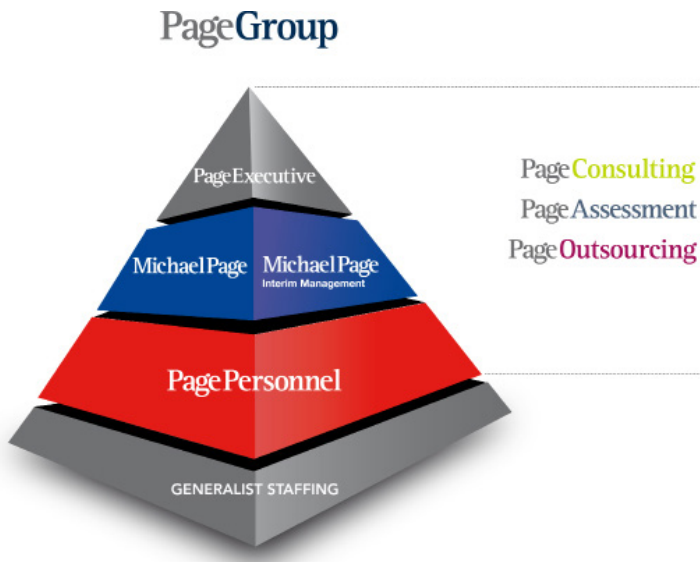 PageGroup
PageExecutive
MichaelPage
MichaelPage
Interim Management
PagePersonnel
GENERALIST STAFFING
PageConsulting
PageAssessment
PageOutsourcing